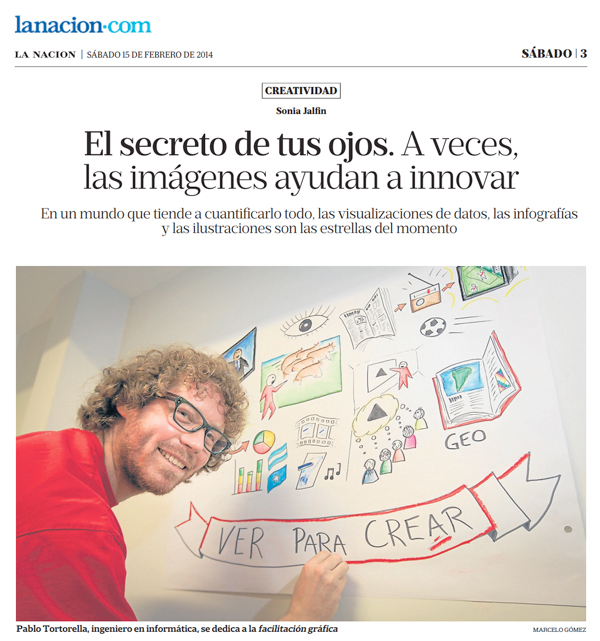 lanacion.com
LA NACION | SÁBADO 15 DE FEBRERO DE 2014
SÁBADO | 3
CREATIVIDAD
Sonia Jalfin
El secreto de tus ojos. A veces,
las imágenes ayudan a innovar
En un mundo que tiende a cuantificarlo todo, las visualizaciones de datos, las infografías
y las ilustraciones son las estrellas del momento
GEO
VER PARA CREAR
Pablo Tortorella, ingeniero en informática, se dedica a la facilitación gráfica
MARCELO GÓMEZ